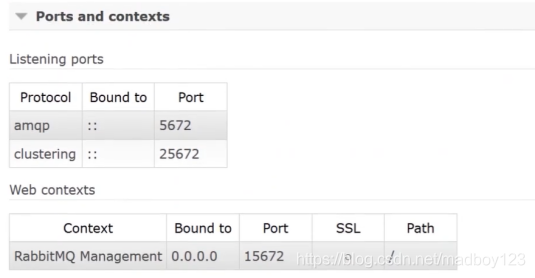 Ports and contexts
Listening ports
Protocol Bound to Port
amqp :: 5672
clustering :: 25672
Web contexts
Context Bound to Port SSL Path
RabbitMQ Management 0.0.0.0 15672 ○ /
https://blog.csdn.net/madboy123